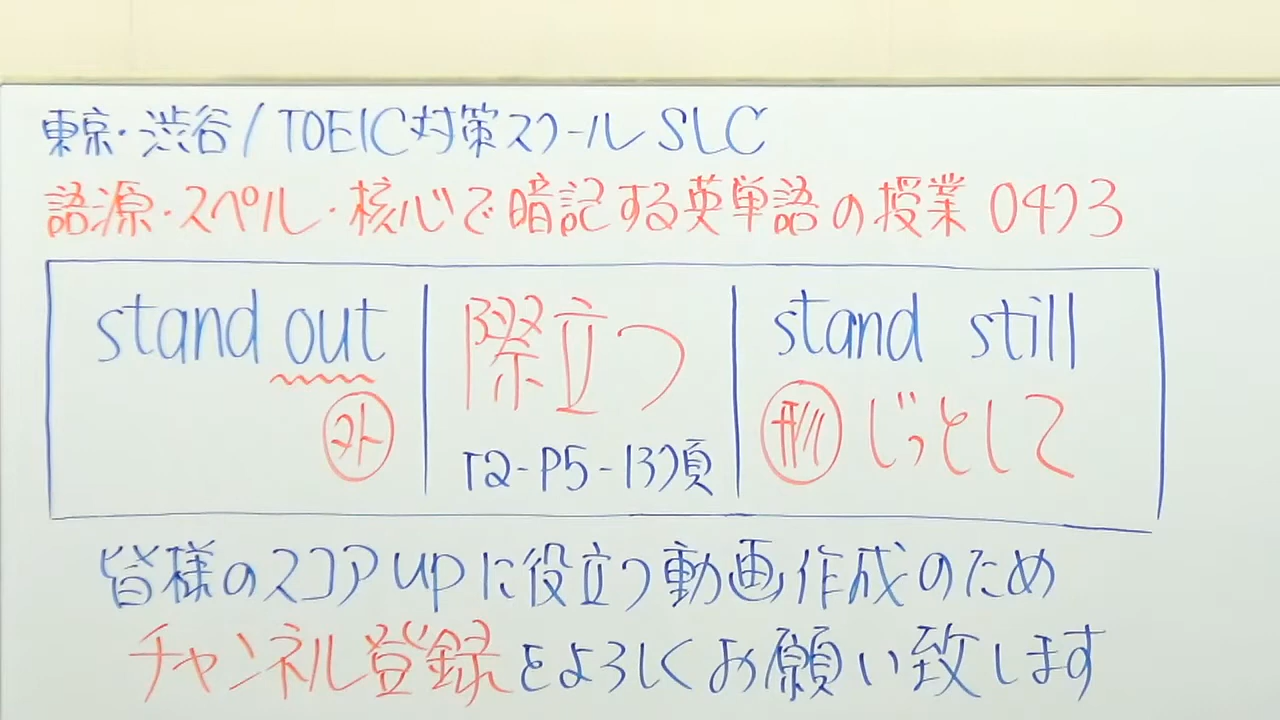 東京・渋谷/TOEIC対策スクールSLC
語源・スペル・核心で暗記する英単語の授業 0473
stand out
外
際立つ
T2-P5-137頁
stand still
形 じっとして
皆様のスコアupに役立つ動画作成のため
チャンネル登録をよろしくお願い致します